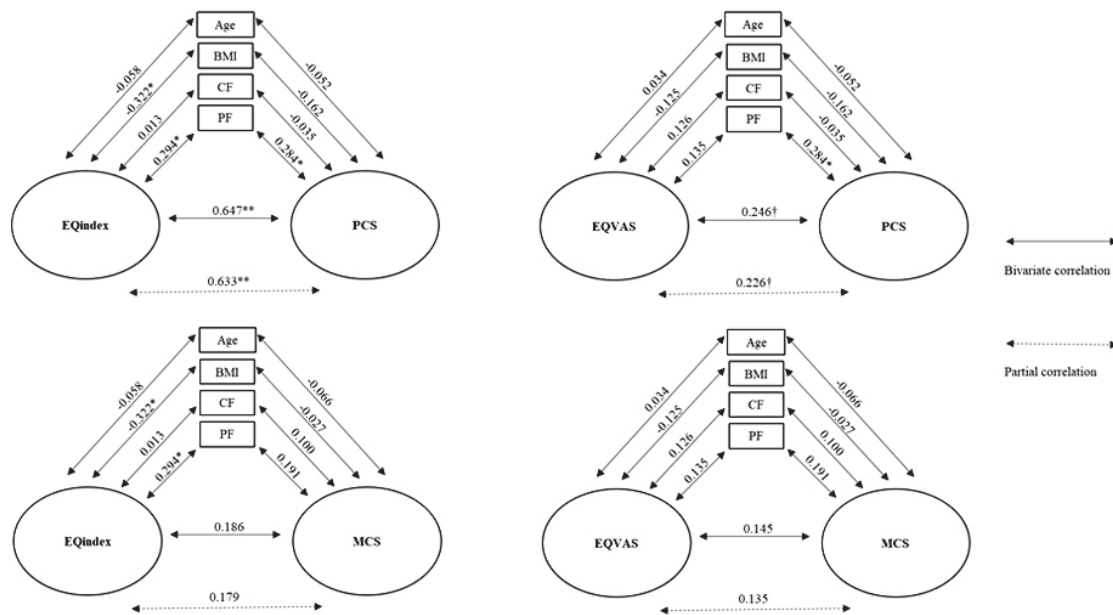 Age
BMI
CF
PF
-0.058
-0.322*
0.013
0.294*
-0.052
-0.162
-0.035
0.284*
EQindex
0.647**
PCS
0.633**
Age
BMI
CF
PF
0.034
-0.125
0.126
0.135
-0.052
-0.162
-0.035
0.284*
EQVAS
0.246†
PCS
0.226†
Bivariate correlation
Partial correlation
Age
BMI
CF
PF
-0.058
-0.322*
0.013
0.294*
-0.066
-0.027
0.100
0.191
EQindex
0.186
MCS
0.179
Age
BMI
CF
PF
0.034
-0.125
0.126
0.135
-0.066
-0.027
0.100
0.191
EQVAS
0.145
MCS
0.135